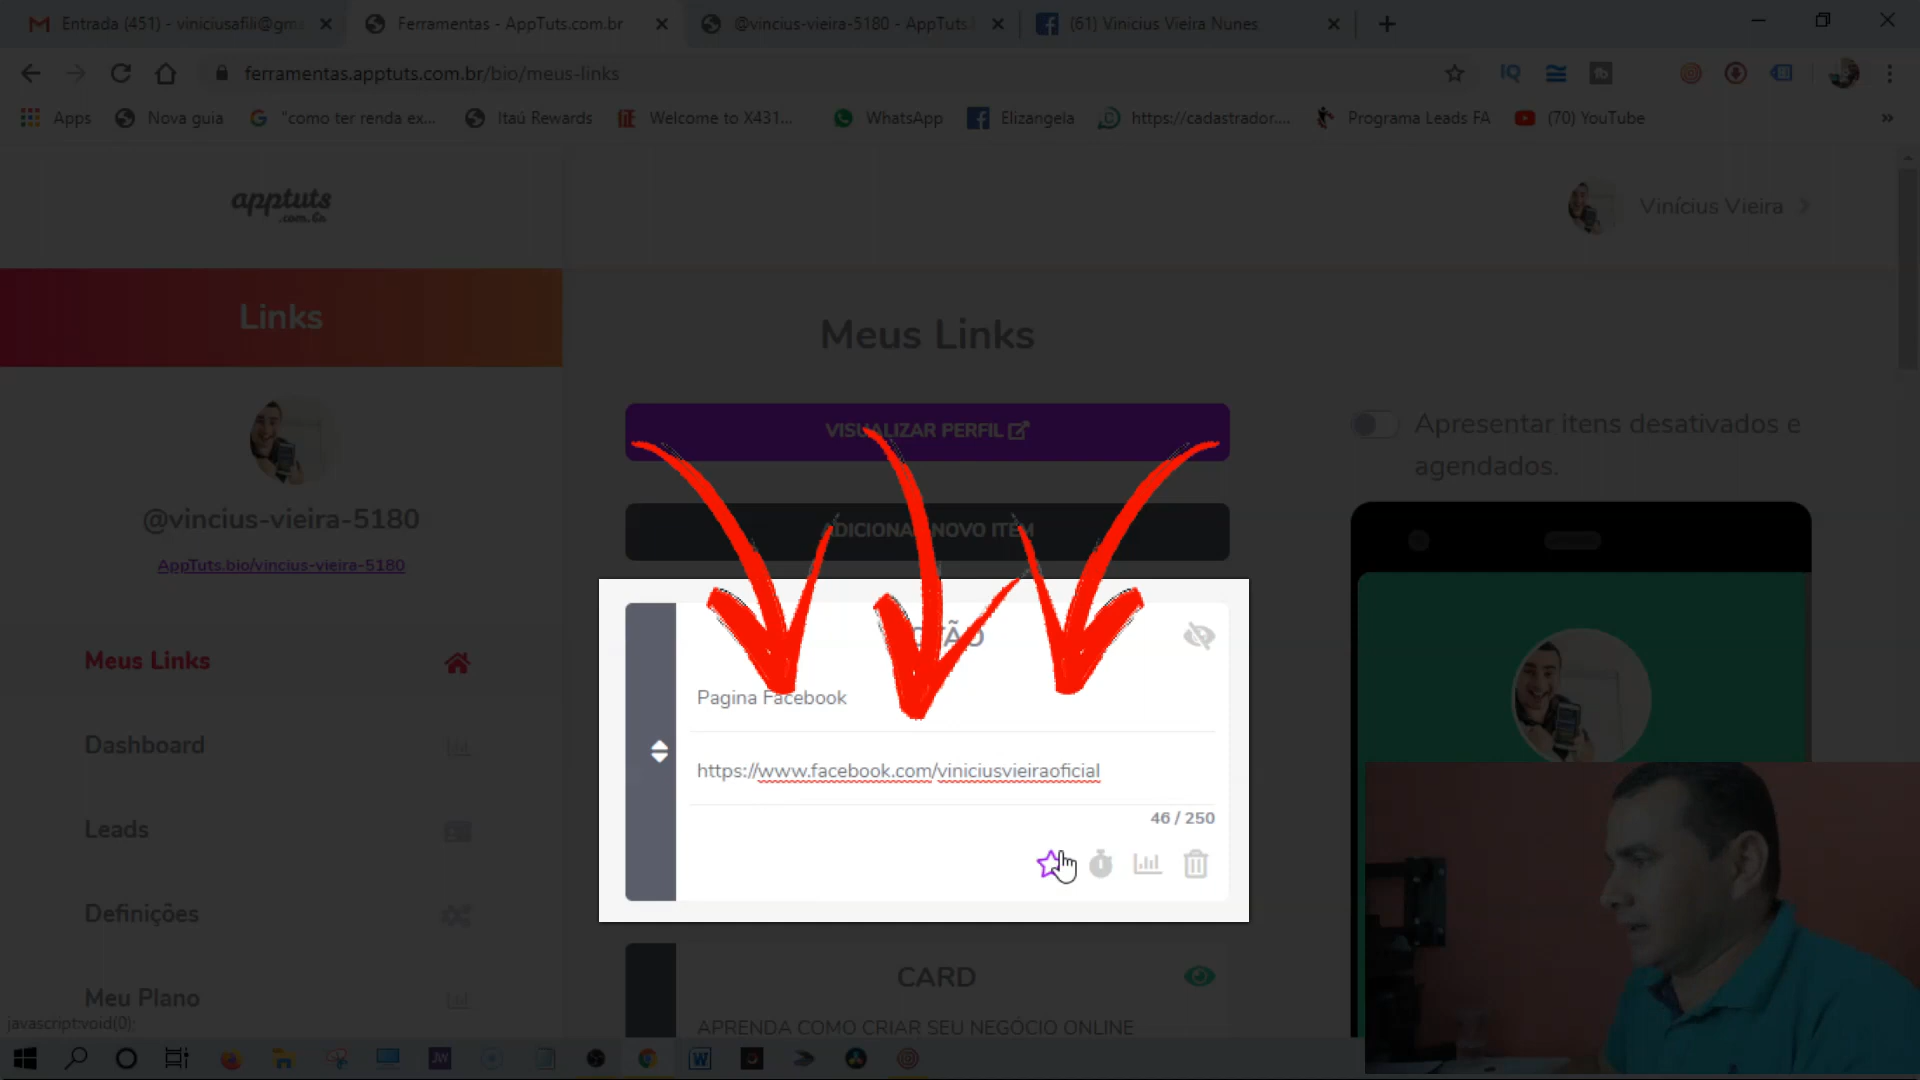 Entrada (451) - viniciusafili@gm
Ferramentas - AppTuts.com.br
@vincius-vieira-5180 - AppTuts.
(61) Vinicius Vieira Nunes
ferramentas.apptuts.com.br/bio/meus-links
Apps
Nova guia
"como ter renda ex...
Itaú Rewards
Welcome to X431...
WhatsApp
Elizangela
https://cadastrador....
Programa Leads FA
(70) YouTube
apptuts
.com.br
Vinícius Vieira
Links
Meus Links
VISUALIZAR PERFIL
Apresentar itens desativados e
agendados.
@vincius-vieira-5180
AppTuts.bio/vincius-vieira-5180
ADICIONA NOVO ITEM
Meus Links
Dashboard
Leads
Definições
Meu Plano
Pagina Facebook
https://www.facebook.com/viniciusvieiraoficial
46 / 250
CARD
APRENDA COMO CRIAR SEU NEGÓCIO ONLINE
javascript:void(0);
JW